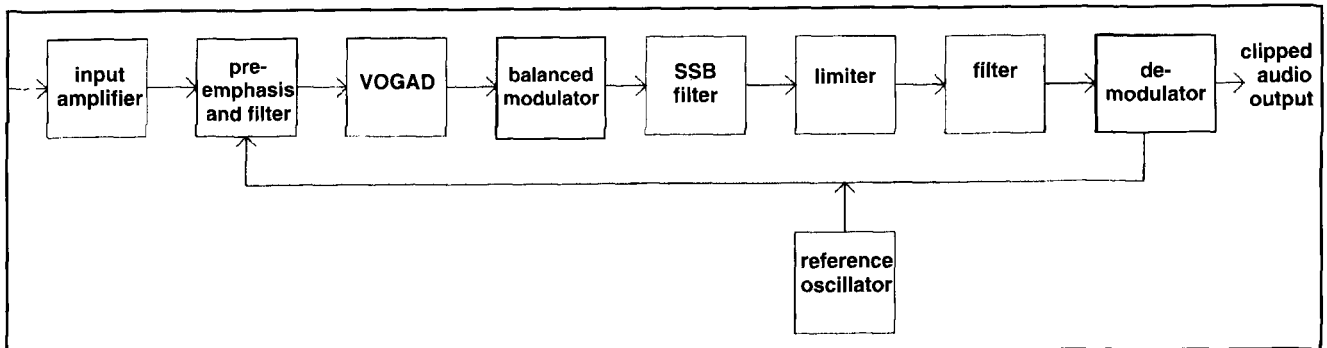 input
amplifier
pre-
emphasis
and filter
VOGAD
balanced
modulator
SSB
filter
limiter
filter
de-
modulator
clipped
audio
output
reference
oscillator